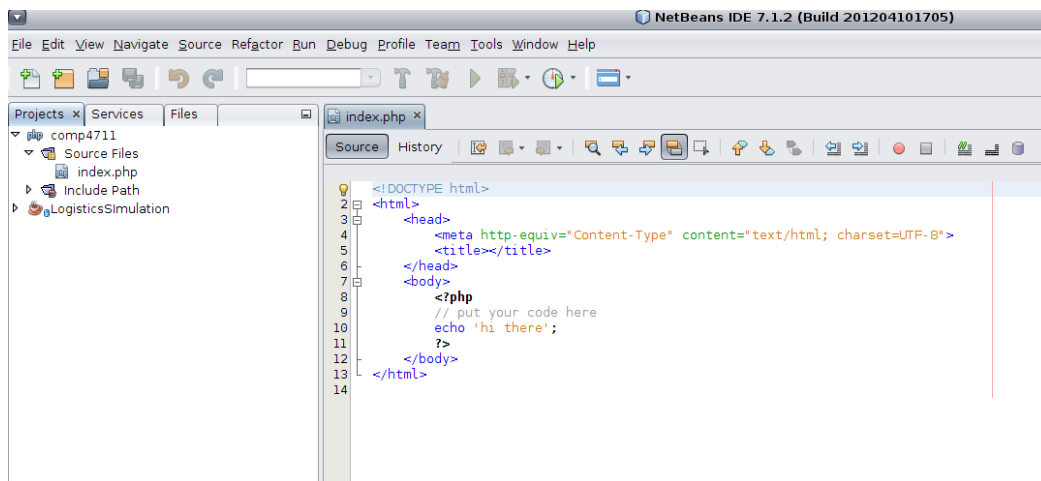 NetBeans IDE 7.1.2 (Build 201204101705)
File Edit View Navigate Source Refactor Run Debug Profile Team Tools Window Help
Projects Services Files
php comp4711
Source Files
index.php
Include Path
LogisticsSImulation
index.php
Source History
<!DOCTYPE html>
2 <html>
3 <head>
4 <meta http-equiv="Content-Type" content="text/html; charset=UTF-8">
5 <title></title>
6 </head>
7 <body>
8 <?php
9 // put your code here
10 echo 'hi there';
11 ?>
12 </body>
13 </html>
14